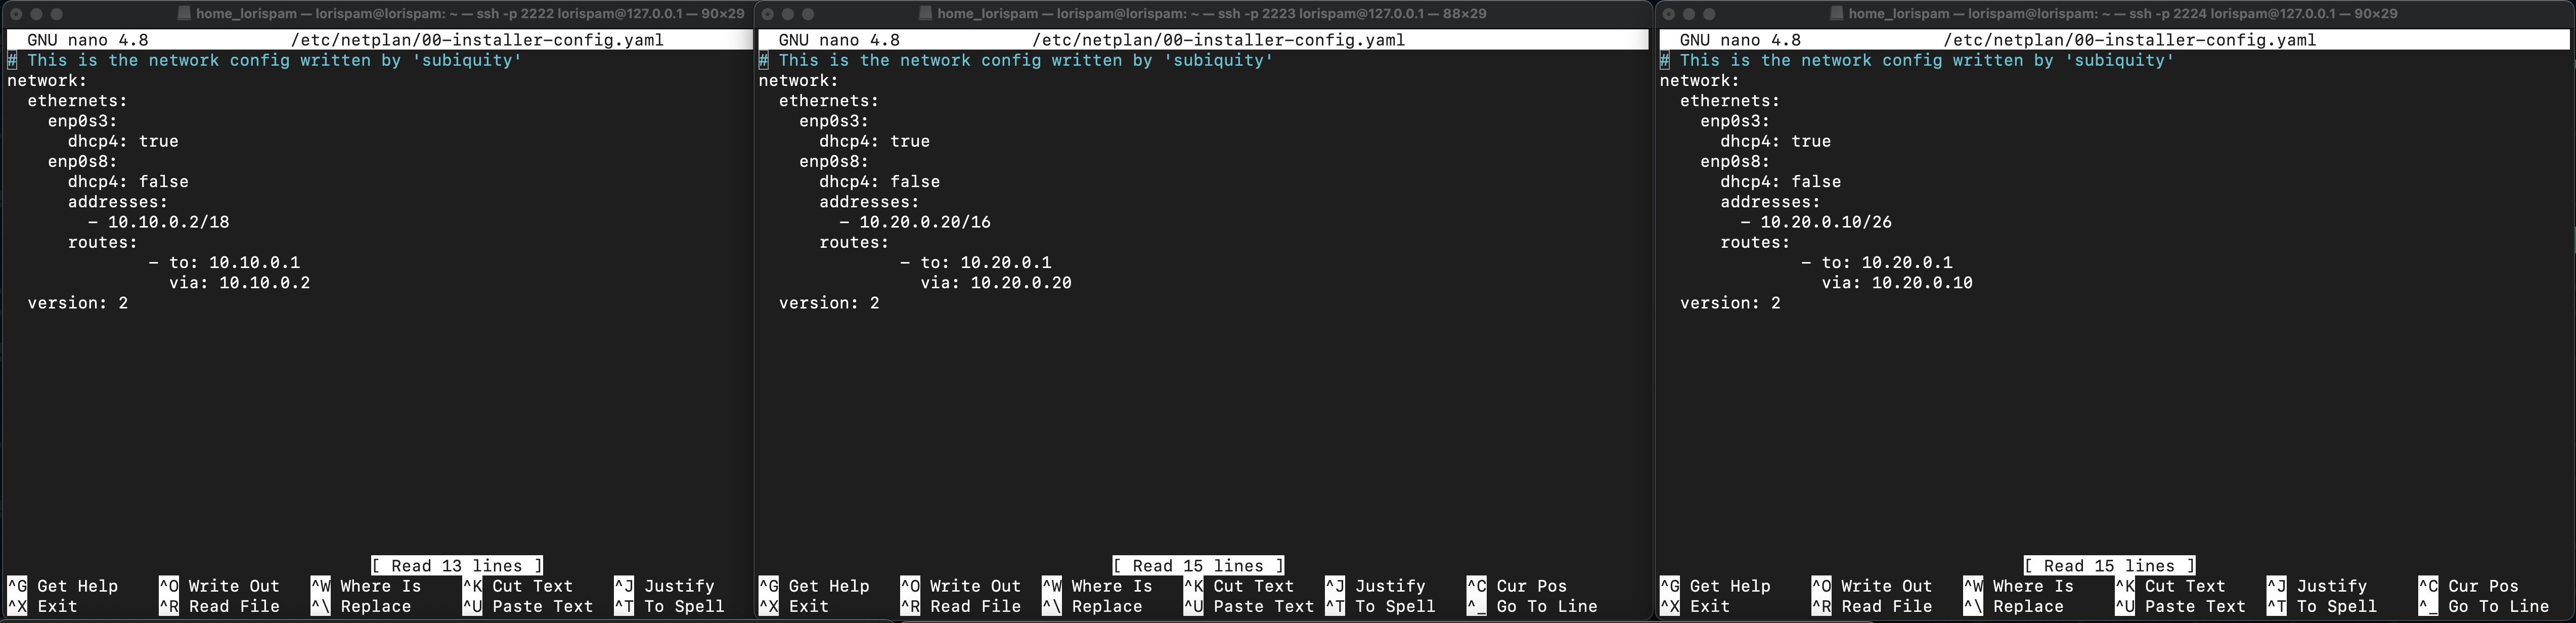 home_lorispam — lorispam@lorispam: ~ — ssh -p 2222 lorispam@127.0.0.1 — 90×29
GNU nano 4.8 /etc/netplan/00-installer-config.yaml
# This is the network config written by 'subiquity'
network:
  ethernets:
    enp0s3:
      dhcp4: true
    enp0s8:
      dhcp4: false
      addresses:
        - 10.10.0.2/18
      routes:
              - to: 10.10.0.1
                via: 10.10.0.2
  version: 2
[ Read 13 lines ]
^G Get Help ^O Write Out ^W Where Is ^K Cut Text ^J Justify
^X Exit ^R Read File ^\ Replace ^U Paste Text ^T To Spell
home_lorispam — lorispam@lorispam: ~ — ssh -p 2223 lorispam@127.0.0.1 — 88×29
GNU nano 4.8 /etc/netplan/00-installer-config.yaml
# This is the network config written by 'subiquity'
network:
  ethernets:
    enp0s3:
      dhcp4: true
    enp0s8:
      dhcp4: false
      addresses:
        - 10.20.0.20/16
      routes:
              - to: 10.20.0.1
                via: 10.20.0.20
  version: 2
[ Read 15 lines ]
^G Get Help ^O Write Out ^W Where Is ^K Cut Text ^J Justify ^C Cur Pos
^X Exit ^R Read File ^\ Replace ^U Paste Text ^T To Spell ^_ Go To Line
home_lorispam — lorispam@lorispam: ~ — ssh -p 2224 lorispam@127.0.0.1 — 90×29
GNU nano 4.8 /etc/netplan/00-installer-config.yaml
# This is the network config written by 'subiquity'
network:
  ethernets:
    enp0s3:
      dhcp4: true
    enp0s8:
      dhcp4: false
      addresses:
        - 10.20.0.10/26
      routes:
              - to: 10.20.0.1
                via: 10.20.0.10
  version: 2
[ Read 15 lines ]
^G Get Help ^O Write Out ^W Where Is ^K Cut Text ^J Justify ^C Cur Pos
^X Exit ^R Read File ^\ Replace ^U Paste Text ^T To Spell ^_ Go To Line